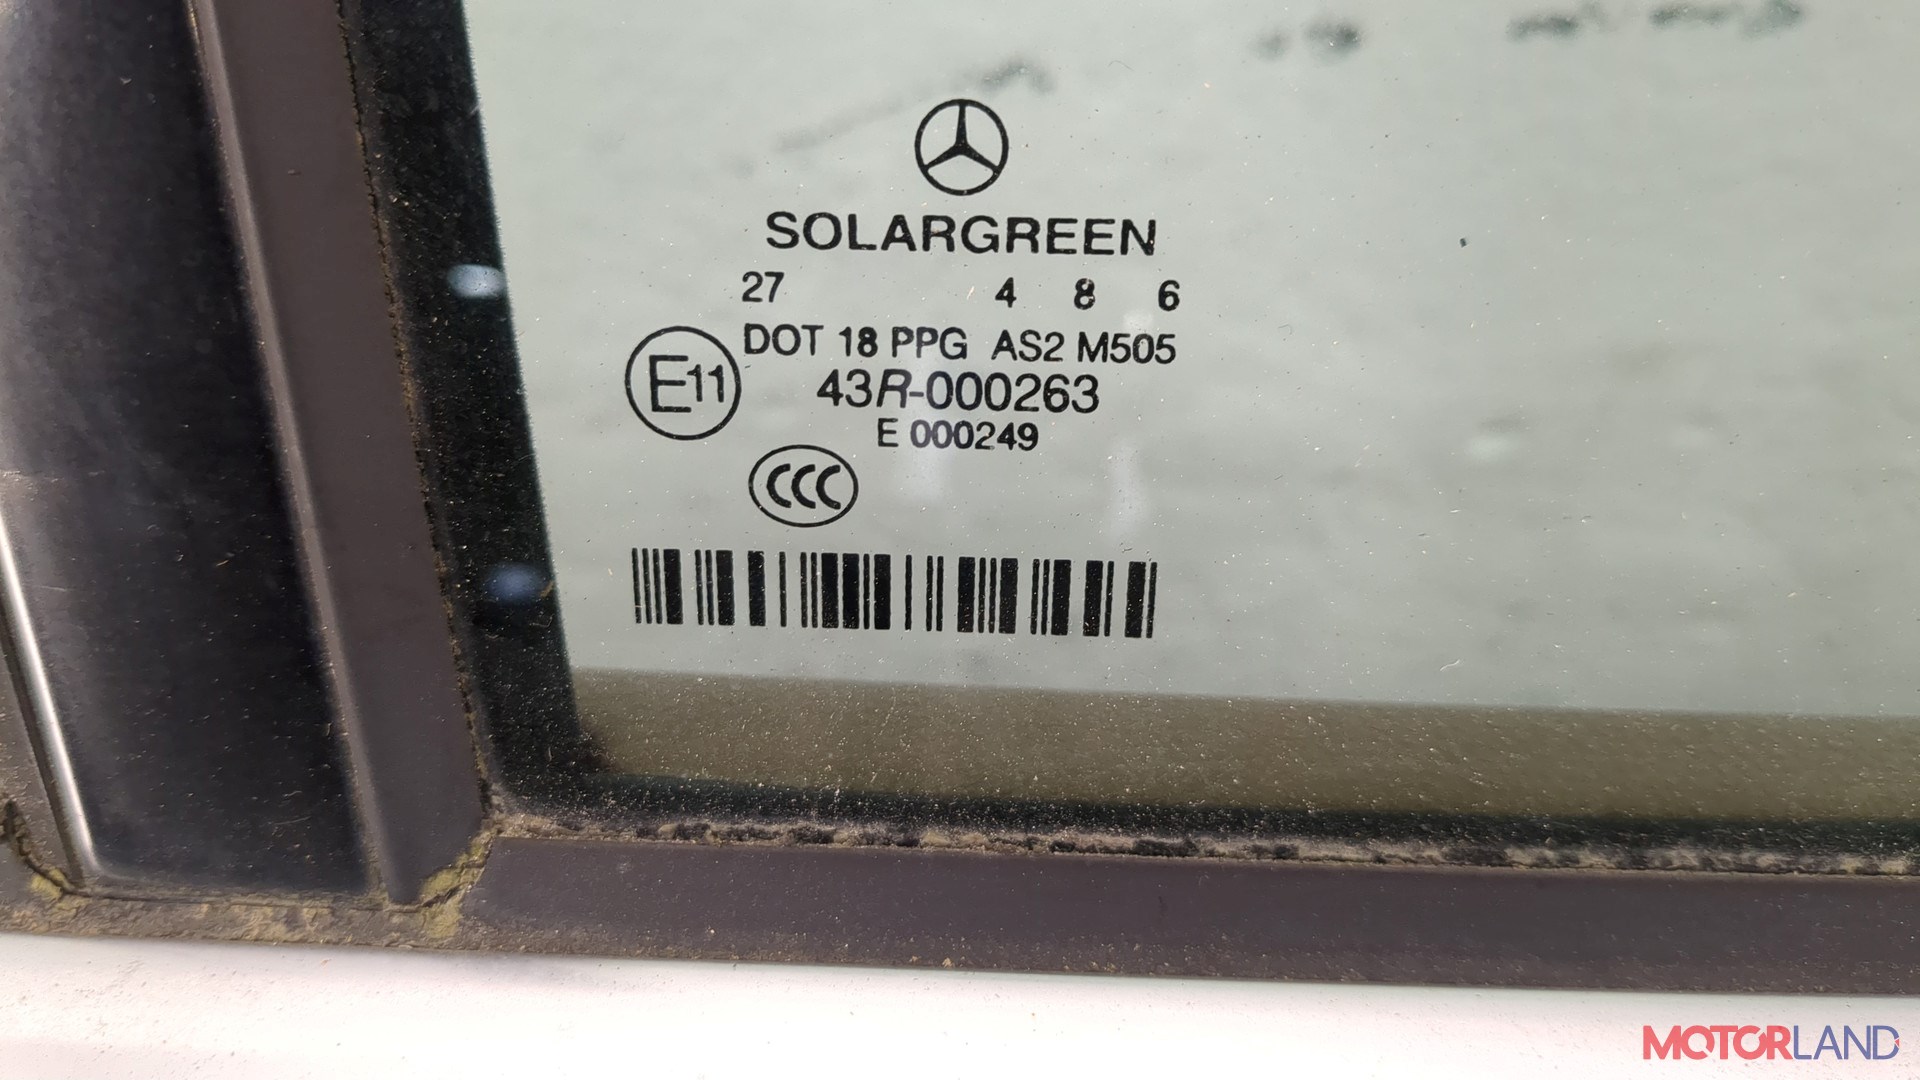 SOLARGREEN
27 4 8 6
DOT 18 PPG AS2 M505
E11
43R-000263
E 000249
CCC
MOTORLAND